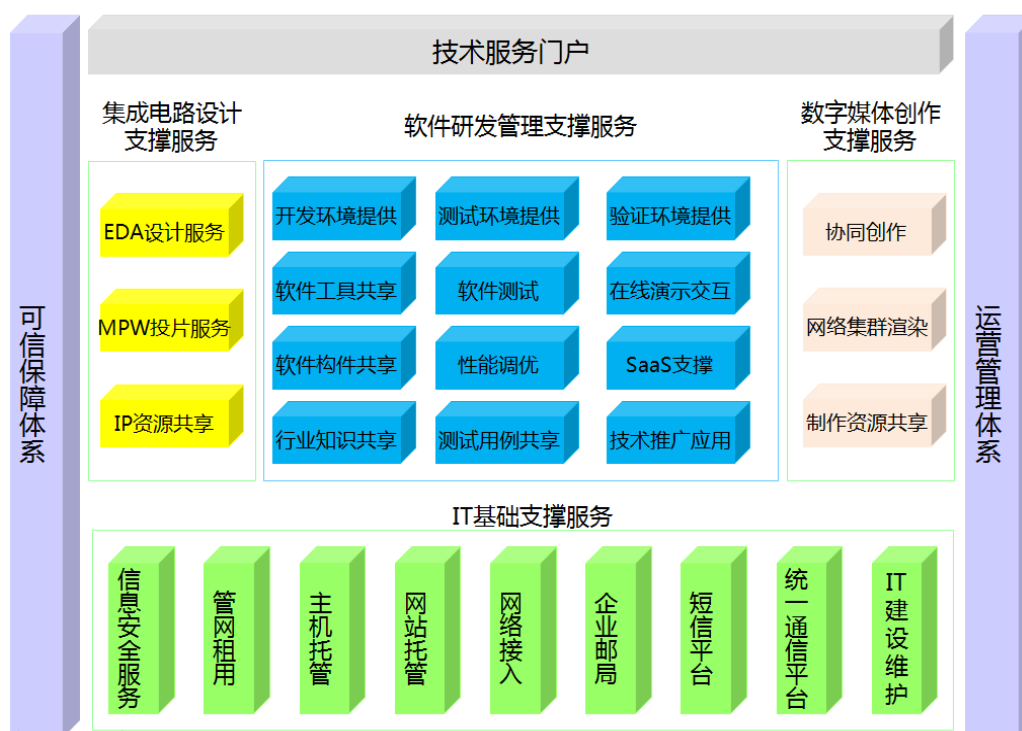 技术服务门户
可信保障体系
运营管理体系
集成电路设计
支撑服务
EDA设计服务
MPW投片服务
IP资源共享
软件研发管理支撑服务
开发环境提供
测试环境提供
验证环境提供
软件工具共享
软件测试
在线演示交互
软件构件共享
性能调优
SaaS支撑
行业知识共享
测试用例共享
技术推广应用
数字媒体创作
支撑服务
协同创作
网络集群渲染
制作资源共享
IT基础支撑服务
信息安全服务
管网租用
主机托管
网站托管
网络接入
企业邮局
短信平台
统一通信平台
IT建设维护